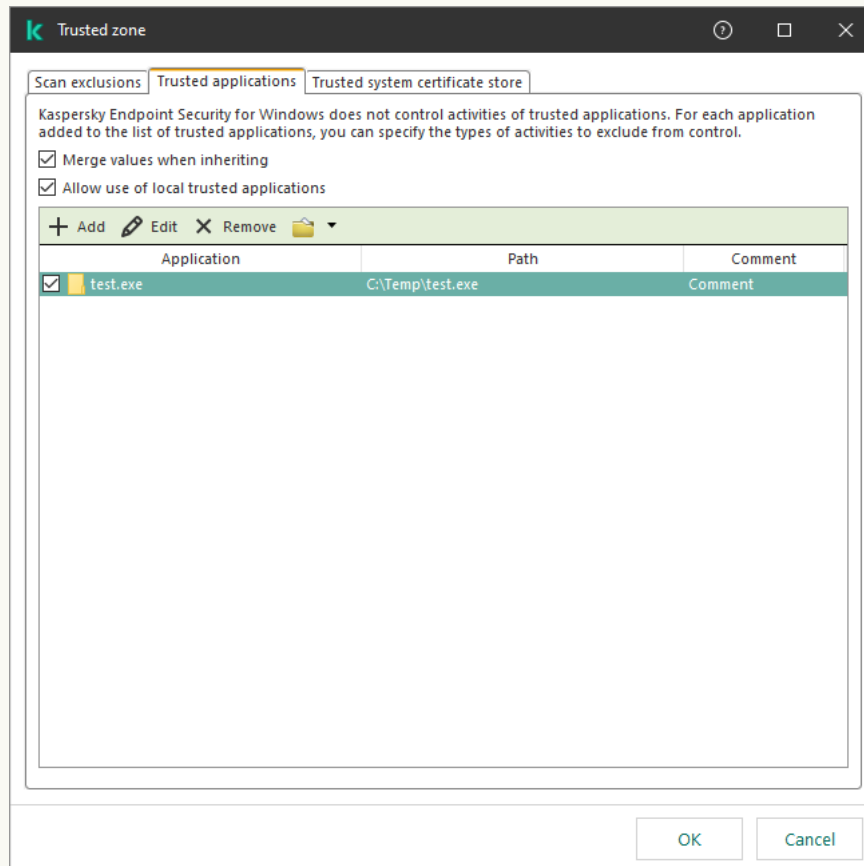 Trusted zone
Scan exclusions Trusted applications Trusted system certificate store
Kaspersky Endpoint Security for Windows does not control activities of trusted applications. For each application
added to the list of trusted applications, you can specify the types of activities to exclude from control.
Merge values when inheriting
Allow use of local trusted applications
Add Edit Remove
Application Path Comment
test.exe C:\Temp\test.exe Comment
OK Cancel